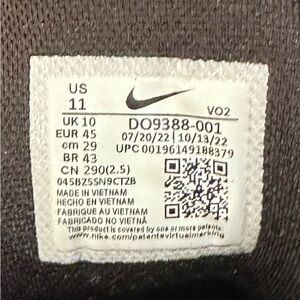 US
11
VO2
UK 10
DO9388-001
EUR 45
07/20/22 10/13/22
cm 29
UPC 00196149188379
BR 43
CN 290(2.5)
045BZ5SN9CTZB
MADE IN VIETNAM
HECHO EN VIETNAM
FABRIQUE AU VIETNAM
FABRICADO NO VIETNAM
This product is covered by one or more patents
www.nike.com/patentsvirtualmarking